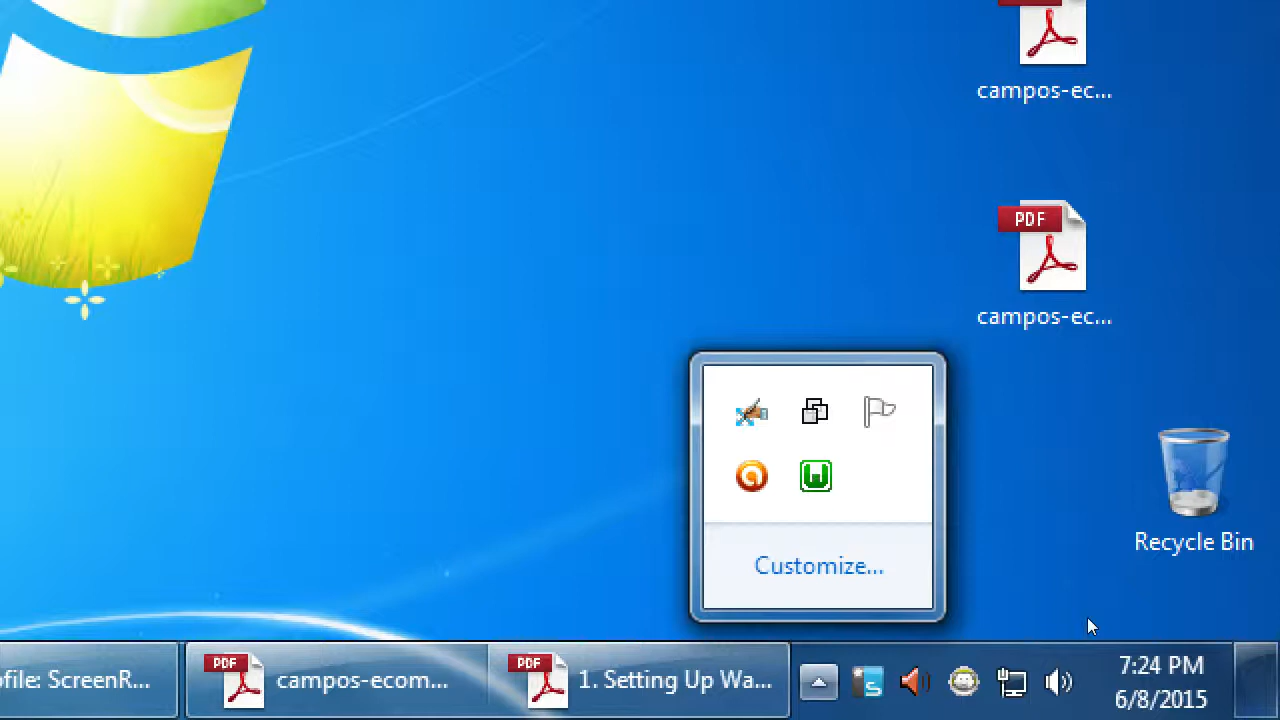 campos-ec...
PDF
campos-ec...
Recycle Bin
Customize...
ofile: ScreenR...
PDF
campos-ecom...
PDF
1. Setting Up Wa...
S
7:24 PM
6/8/2015